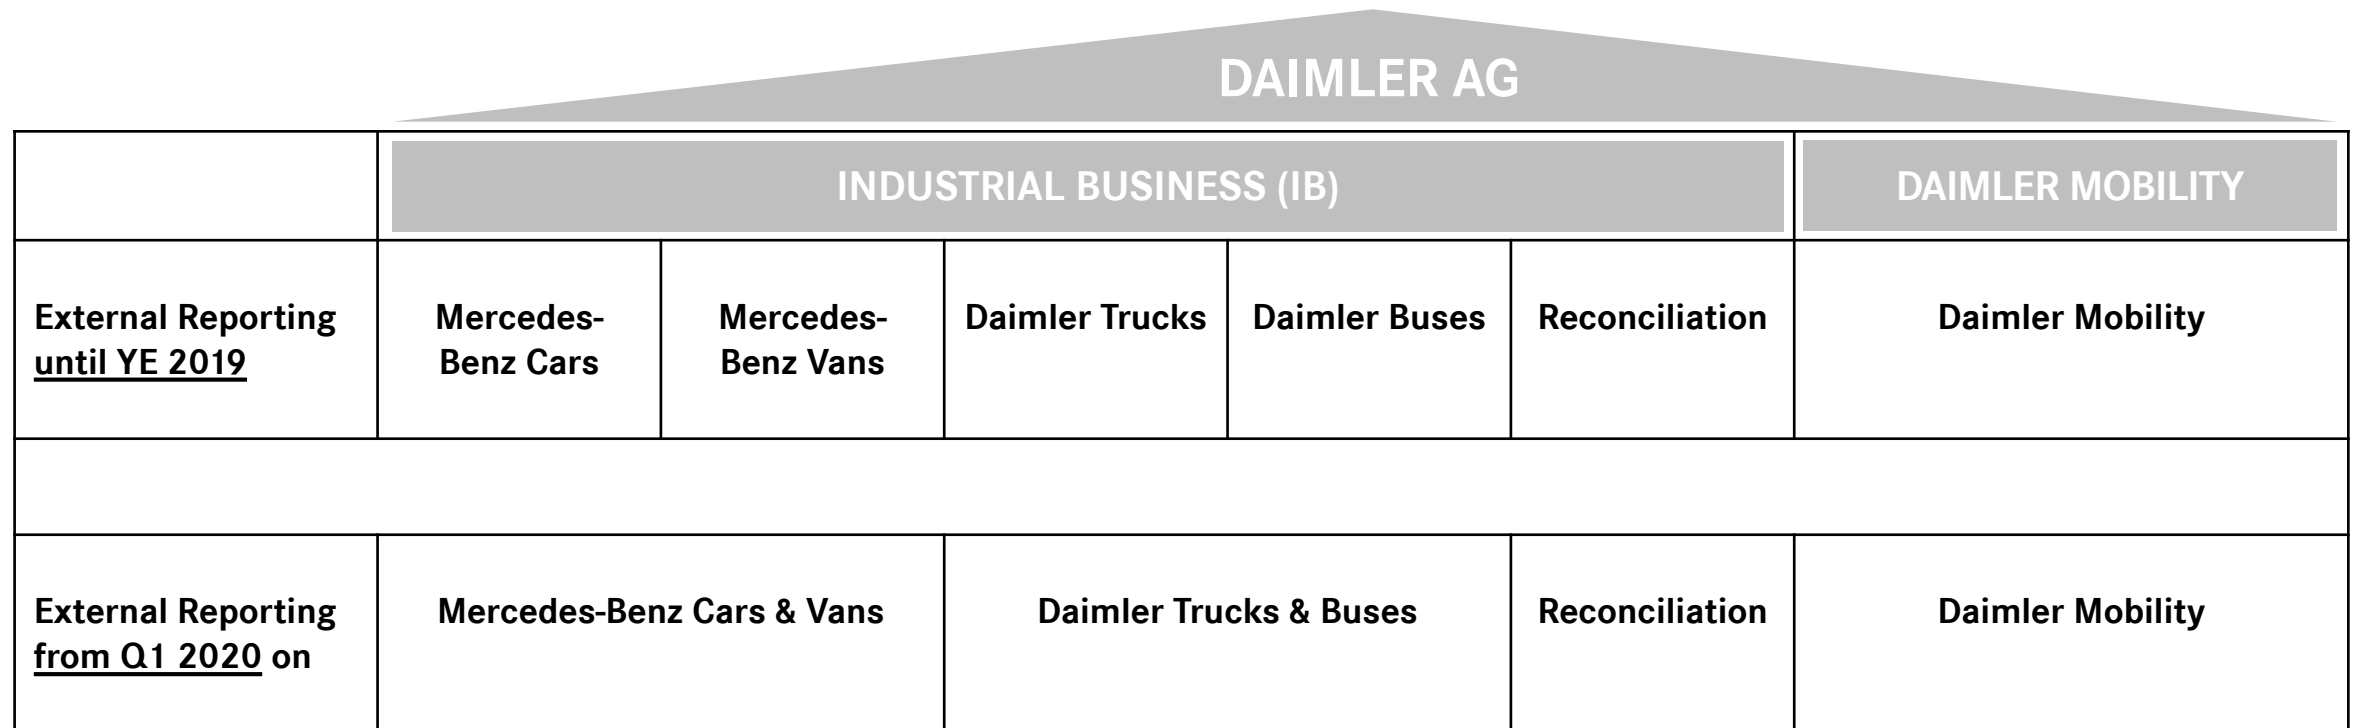 DAIMLER AG
INDUSTRIAL BUSINESS (IB)
DAIMLER MOBILITY
External Reporting
until YE 2019
Mercedes-
Benz Cars
Mercedes-
Benz Vans
Daimler Trucks
Daimler Buses
Reconciliation
Daimler Mobility
External Reporting
from Q1 2020 on
Mercedes-Benz Cars & Vans
Daimler Trucks & Buses
Reconciliation
Daimler Mobility